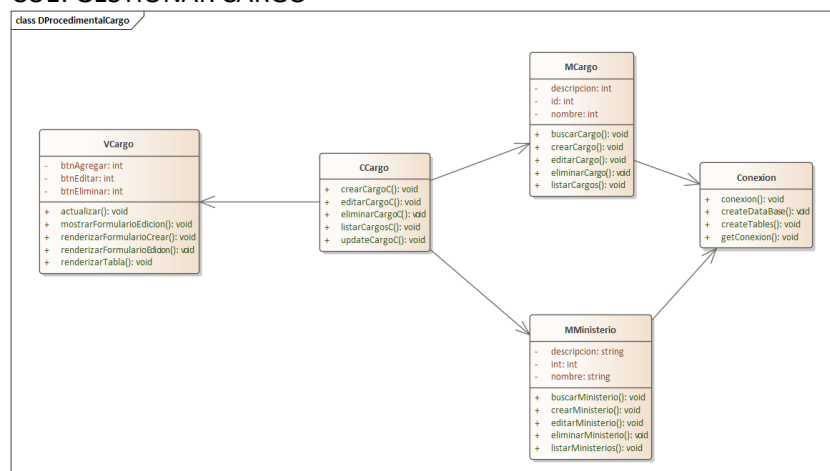 CU1: GESTIONAR CARGO
class DProcedimentalCargo
VCargo
- btnAgregar: int
- btnEditar: int
- btnEliminar: int
+ actualizar(): void
+ mostrarFormularioEdicion(): void
+ renderizarFormularioCrear(): void
+ renderizarFormularioEdicion(): void
+ renderizarTabla(): void
CCargo
+ crearCargoC(): void
+ editarCargoC(): void
+ eliminarCargoC(): void
+ listarCargosC(): void
+ updateCargoC(): void
MCargo
- descripcion: int
- id: int
- nombre: int
+ buscarCargo(): void
+ crearCargo(): void
+ editarCargo(): void
+ eliminarCargo(): void
+ listarCargos(): void
Conexion
+ conexion(): void
+ createDataBase(): void
+ createTables(): void
+ getConexion(): void
MMinisterio
- descripcion: string
- int: int
- nombre: string
+ buscarMinisterio(): void
+ crearMinisterio(): void
+ editarMinisterio(): void
+ eliminarMinisterio(): void
+ listarMinisterios(): void